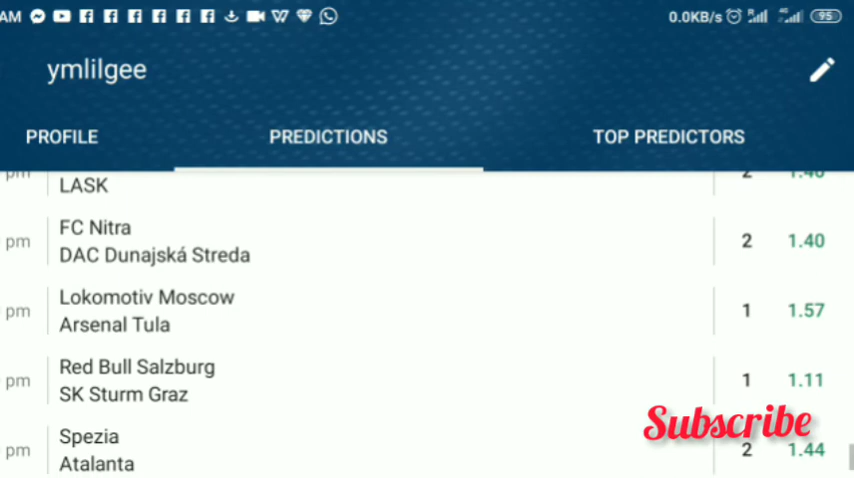 AM 0.0KB/s 95
ymlilgee
PROFILE PREDICTIONS TOP PREDICTORS
LASK
FC Nitra
pm 2 1.40
DAC Dunajská Streda
Lokomotiv Moscow
pm 1 1.57
Arsenal Tula
Red Bull Salzburg
pm 1 1.11
SK Sturm Graz
Subscribe
Spezia
pm 2 1.44
Atalanta